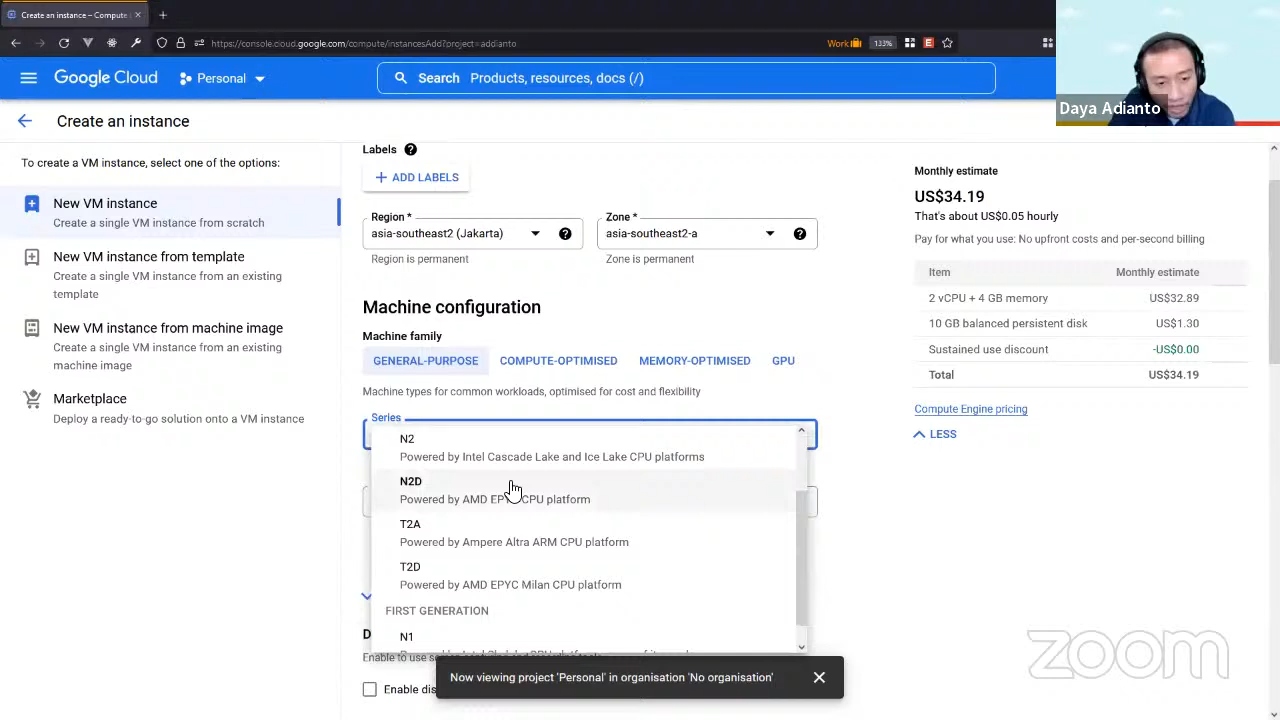 Create an instance – Compute
https://console.cloud.google.com/compute/instancesAdd?project=addianto
Work
133%
Google Cloud
Personal
Search Products, resources, docs (/)
Daya Adianto
Create an instance
To create a VM instance, select one of the options:
New VM instance
Create a single VM instance from scratch
New VM instance from template
Create a single VM instance from an existing
template
New VM instance from machine image
Create a single VM instance from an existing
machine image
Marketplace
Deploy a ready-to-go solution onto a VM instance
Labels
ADD LABELS
Region *
asia-southeast2 (Jakarta)
Region is permanent
Zone *
asia-southeast2-a
Zone is permanent
Machine configuration
Machine family
GENERAL-PURPOSE COMPUTE-OPTIMISED MEMORY-OPTIMISED GPU
Machine types for common workloads, optimised for cost and flexibility
Series
N2
Powered by Intel Cascade Lake and Ice Lake CPU platforms
N2D
Powered by AMD CPU platform
T2A
Powered by Ampere Altra ARM CPU platform
T2D
Powered by AMD EPYC Milan CPU platform
FIRST GENERATION
N1
Enable
Now viewing project 'Personal' in organisation 'No organisation'
Monthly estimate
US$34.19
That's about US$0.05 hourly
Pay for what you use: No upfront costs and per-second billing
Item Monthly estimate
2 vCPU + 4 GB memory US$32.89
10 GB balanced persistent disk US$1.30
Sustained use discount -US$0.00
Total US$34.19
Compute Engine pricing
LESS
zoom